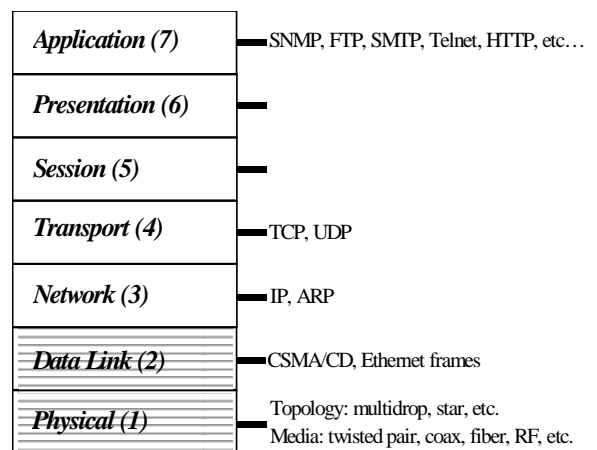 Application (7) SNMP, FTP, SMTP, Telnet, HTTP, etc…
Presentation (6)
Session (5)
Transport (4) TCP, UDP
Network (3) IP, ARP
Data Link (2) CSMA/CD, Ethernet frames
Physical (1) Topology: multidrop, star, etc.
Media: twisted pair, coax, fiber, RF, etc.